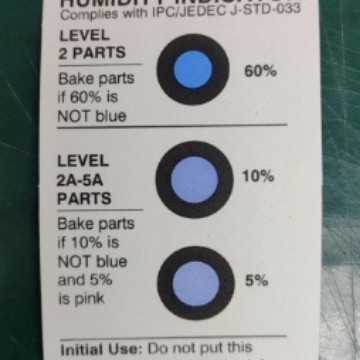 HUMIDITY INDICATOR
Complies with IPC/JEDEC J-STD-033
LEVEL
2 PARTS
Bake parts
if 60% is
NOT blue
60%
LEVEL
2A-5A
PARTS
Bake parts
if 10% is
NOT blue
and 5%
is pink
10%
5%
Initial Use: Do not put this